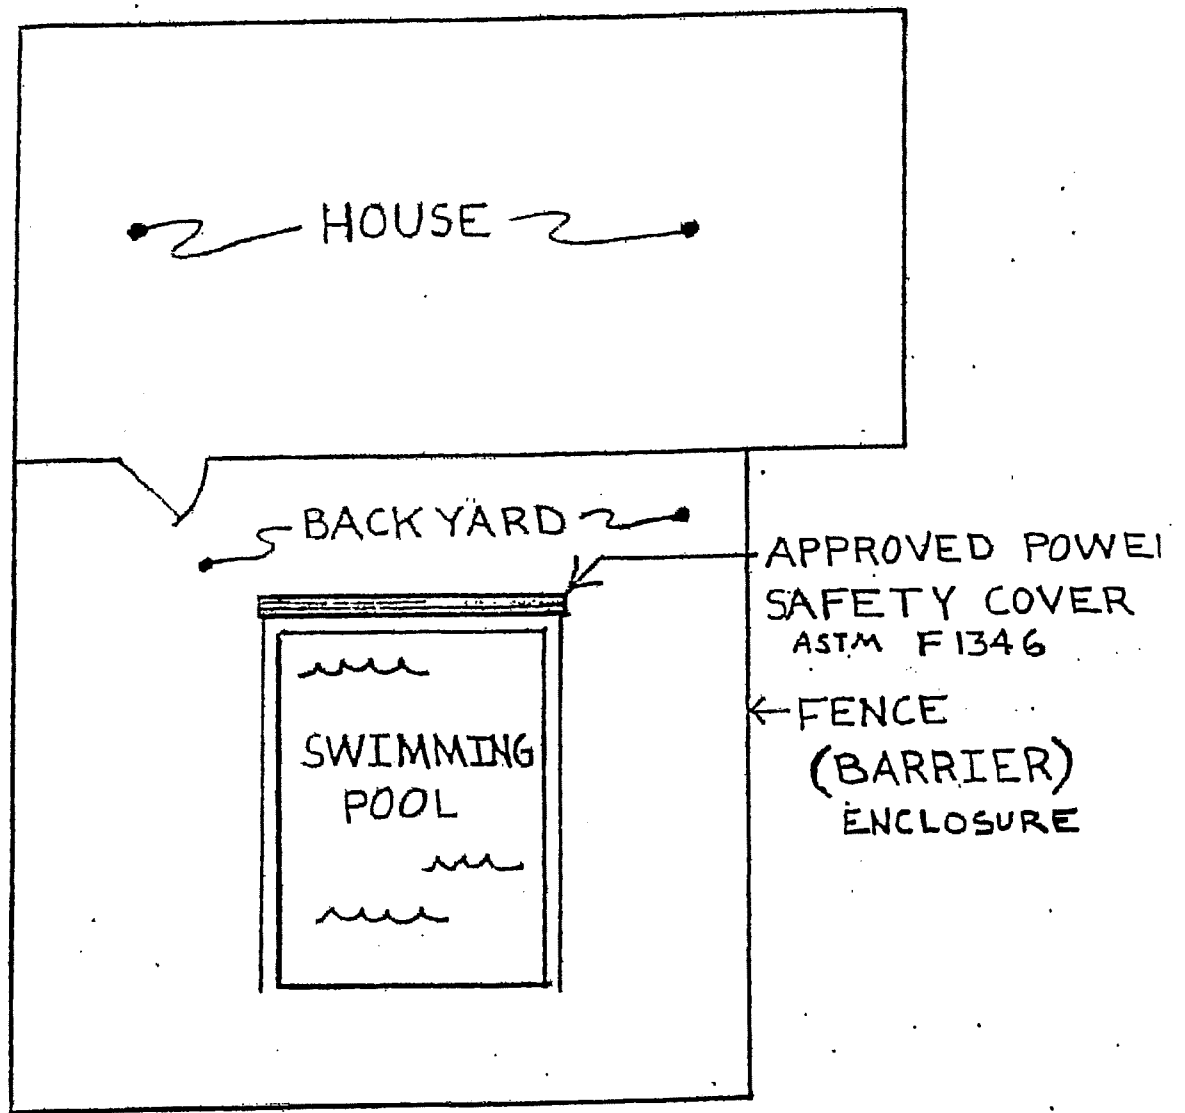 HOUSE
BACK YARD
APPROVED POWE
SAFETY COVER
ASTM F1346
FENCE
(BARRIER)
ENCLOSURE
SWIMMING
POOL